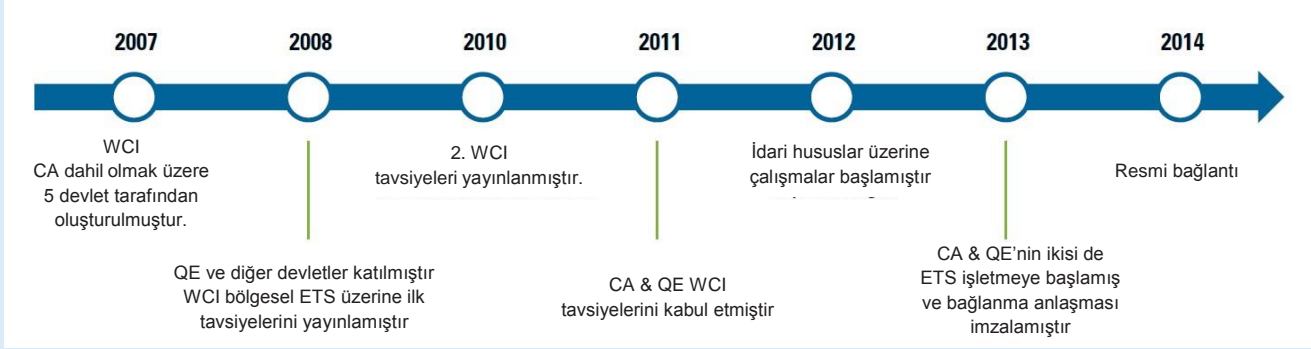 2007
2008
2010
2011
2012
2013
2014
WCI
CA dahil olmak üzere
5 devlet tarafından
oluşturulmuştur.
QE ve diğer devletler katılmıştır
WCI bölgesel ETS üzerine ilk
tavsiyelerini yayınlamıştır
2. WCI
tavsiyeleri yayınlanmıştır.
CA & QE WCI
tavsiyelerini kabul etmiştir
İdari hususlar üzerine
çalışmalar başlamıştır
CA & QE’nin ikisi de
ETS işletmeye başlamış
ve bağlanma anlaşması
imzalamıştır
Resmi bağlantı